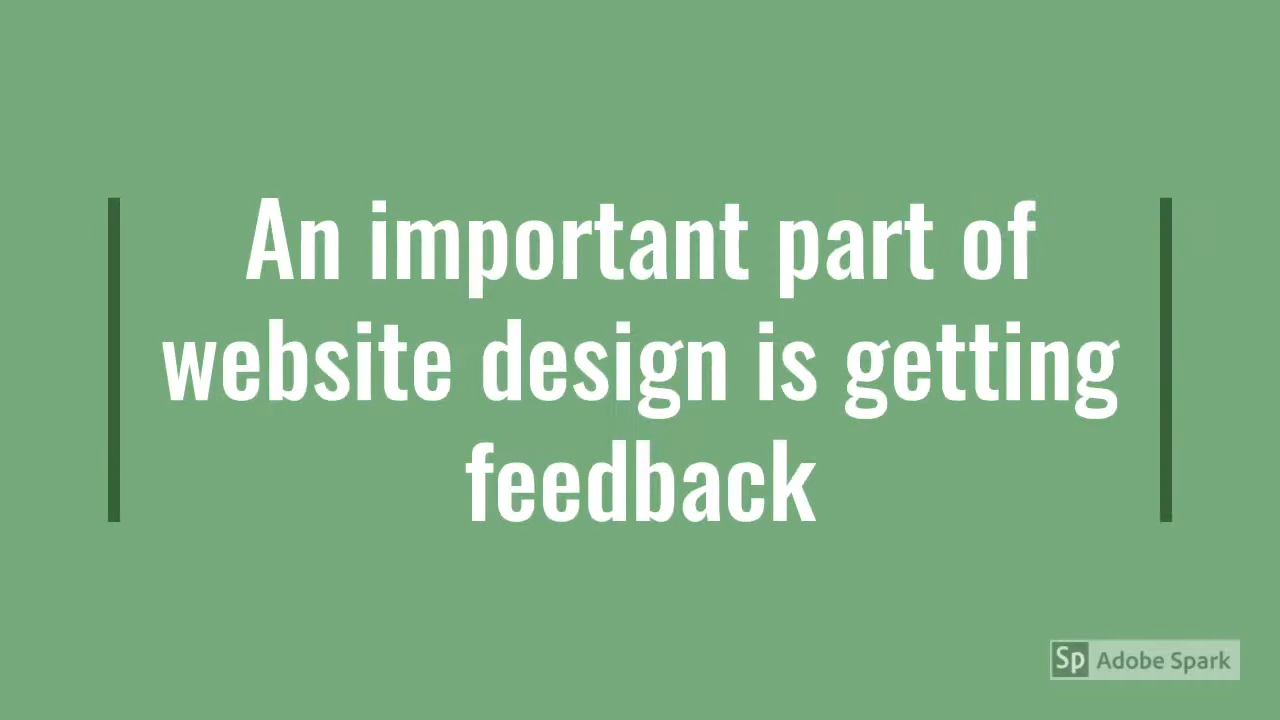 An important part of
website design is getting
feedback
Sp Adobe Spark